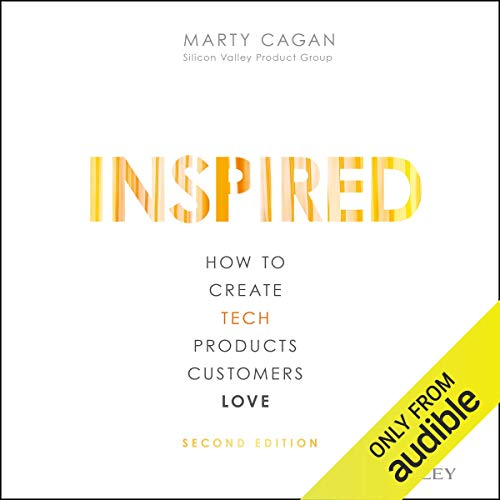 MARTY CAGAN
Silicon Valley Product Group
INSPIRED
HOW TO
CREATE
TECH
PRODUCTS
CUSTOMERS
LOVE
SECOND EDITION
ONLY FROM
audible